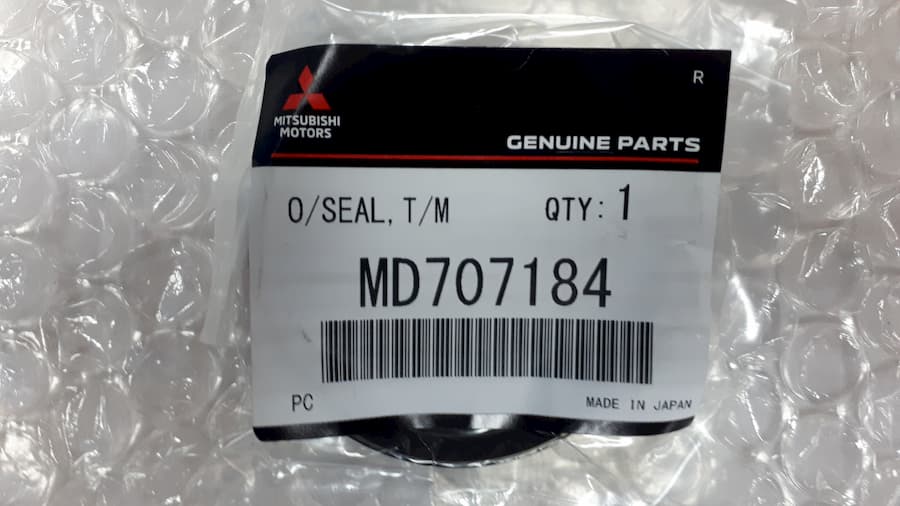 R
MITSUBISHI
MOTORS
GENUINE PARTS
O/SEAL,T/M QTY: 1
MD707184
PC MADE IN JAPAN